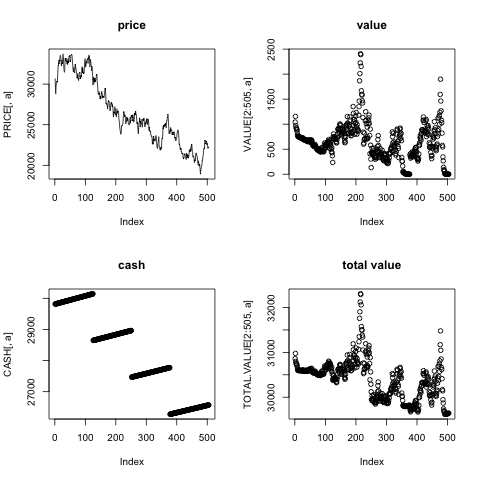 price
PRICE[, a]
20000 25000 30000
0 100 200 300 400 500
Index
value
VALUE[2:505, a]
0 500 1500 2500
0 100 200 300 400 500
Index
cash
CASH[, a]
27000 29000
0 100 200 300 400 500
Index
total value
TOTAL.VALUE[2:505, a]
30000 31000 32000
0 100 200 300 400 500
Index